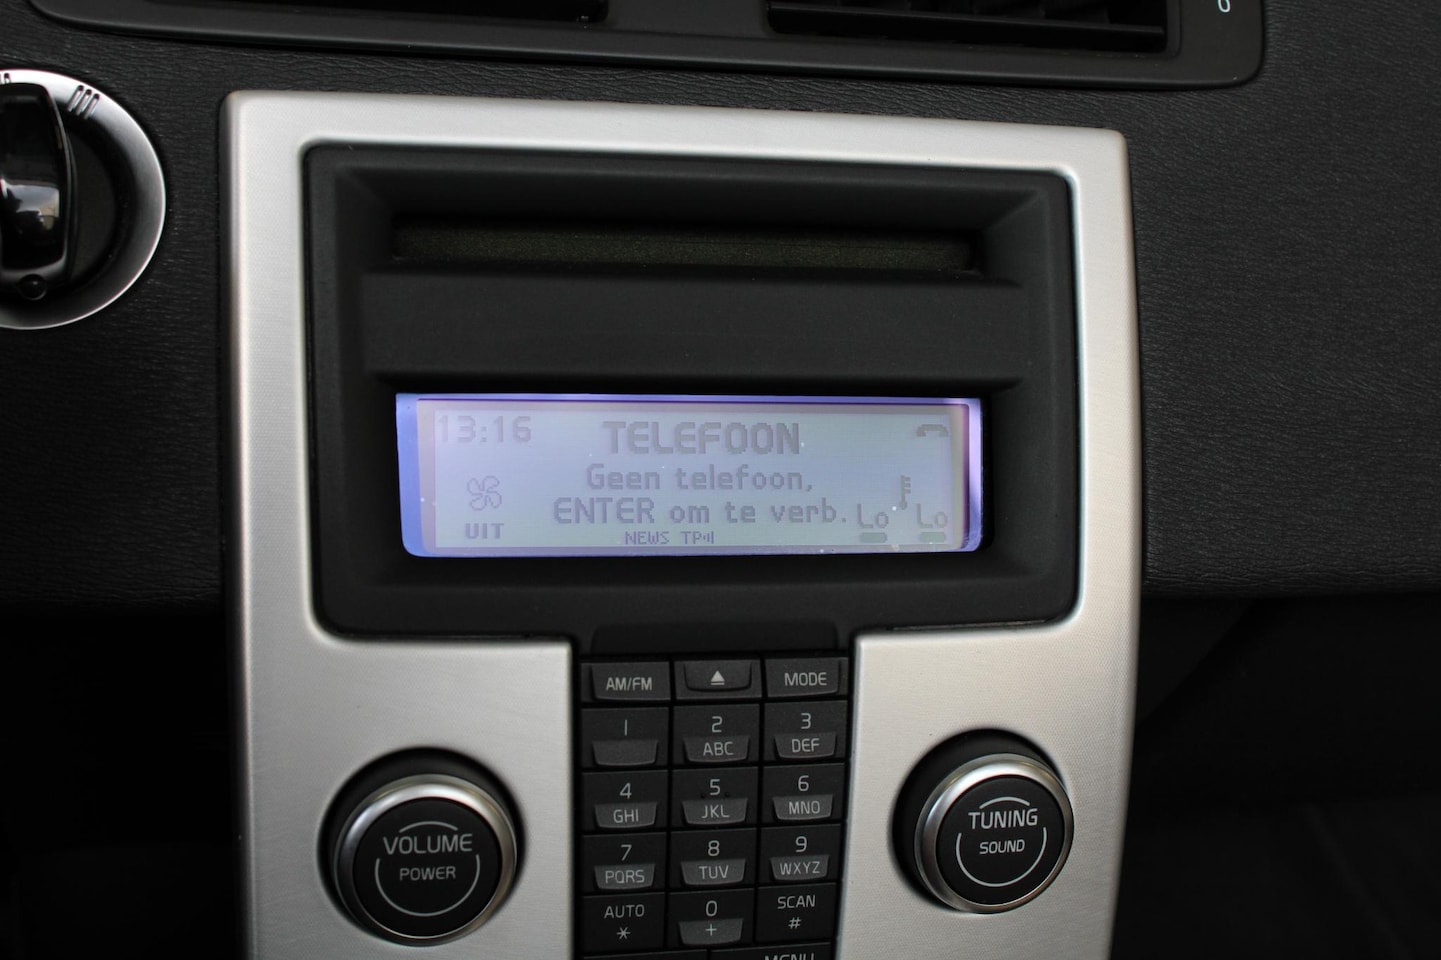 0
13:16
TELEFOON
Geen telefoon,
ENTER om te verb.
UIT
Lo Lo
NEWS TP
AM/FM MODE
1 2 ABC 3 DEF
4 GHI 5 JKL 6 MNO
7 PQRS 8 TUV 9 WXYZ
AUTO * 0 + SCAN #
MENU
VOLUME
POWER
TUNING
SOUND